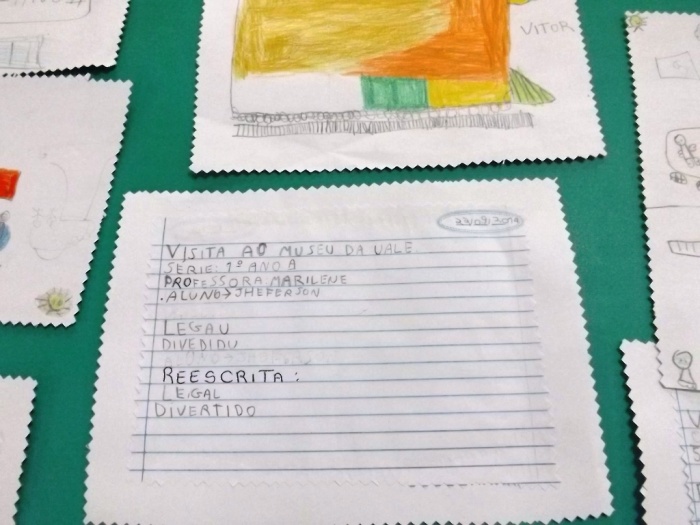 VITOR
VISITA AO MUSEU DA VALE
SERIE: 1º ANO A
PROFESSORA MARILENE
.ALUNO→JHEFERSON
LEGAU
DIVEDIDU
REESCRITA:
LEGAL
DIVERTIDO